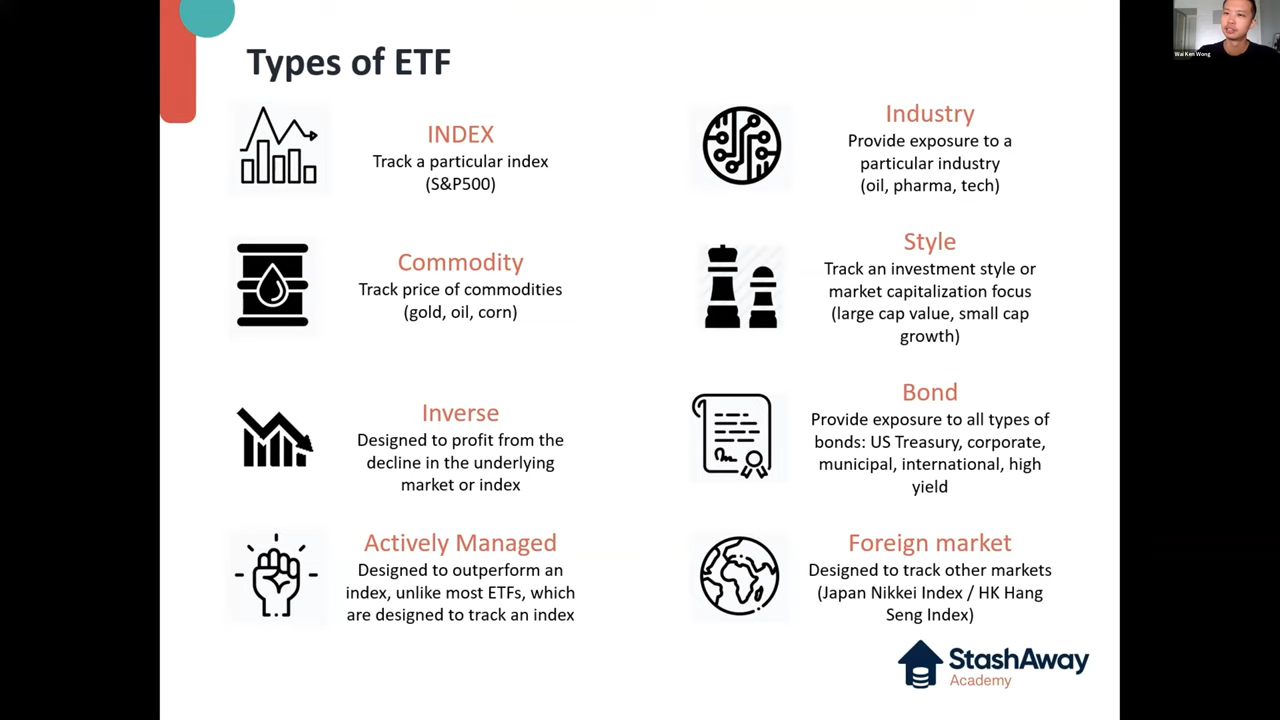 Wai Ken Wong
Types of ETF
INDEX
Track a particular index
(S&P500)
Industry
Provide exposure to a
particular industry
(oil, pharma, tech)
Commodity
Track price of commodities
(gold, oil, corn)
Style
Track an investment style or
market capitalization focus
(large cap value, small cap
growth)
Inverse
Designed to profit from the
decline in the underlying
market or index
Bond
Provide exposure to all types of
bonds: US Treasury, corporate,
municipal, international, high
yield
Actively Managed
Designed to outperform an
index, unlike most ETFs, which
are designed to track an index
Foreign market
Designed to track other markets
(Japan Nikkei Index / HK Hang
Seng Index)
StashAway
Academy